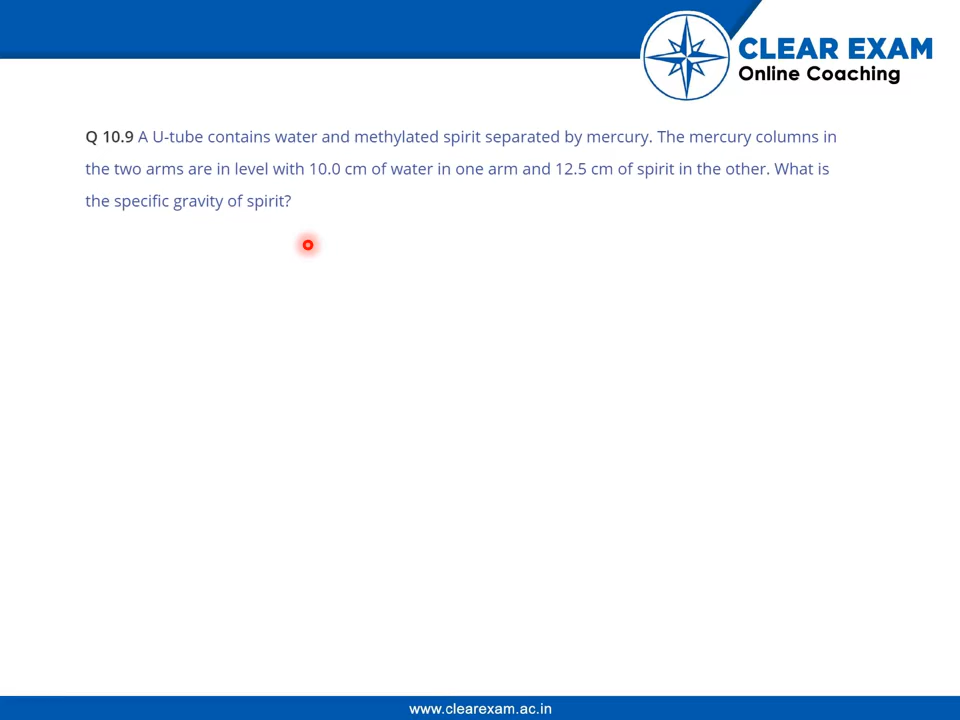 CLEAR EXAM
Online Coaching
Q 10.9 A U-tube contains water and methylated spirit separated by mercury. The mercury columns in
the two arms are in level with 10.0 cm of water in one arm and 12.5 cm of spirit in the other. What is
the specific gravity of spirit?
www.clearexam.ac.in